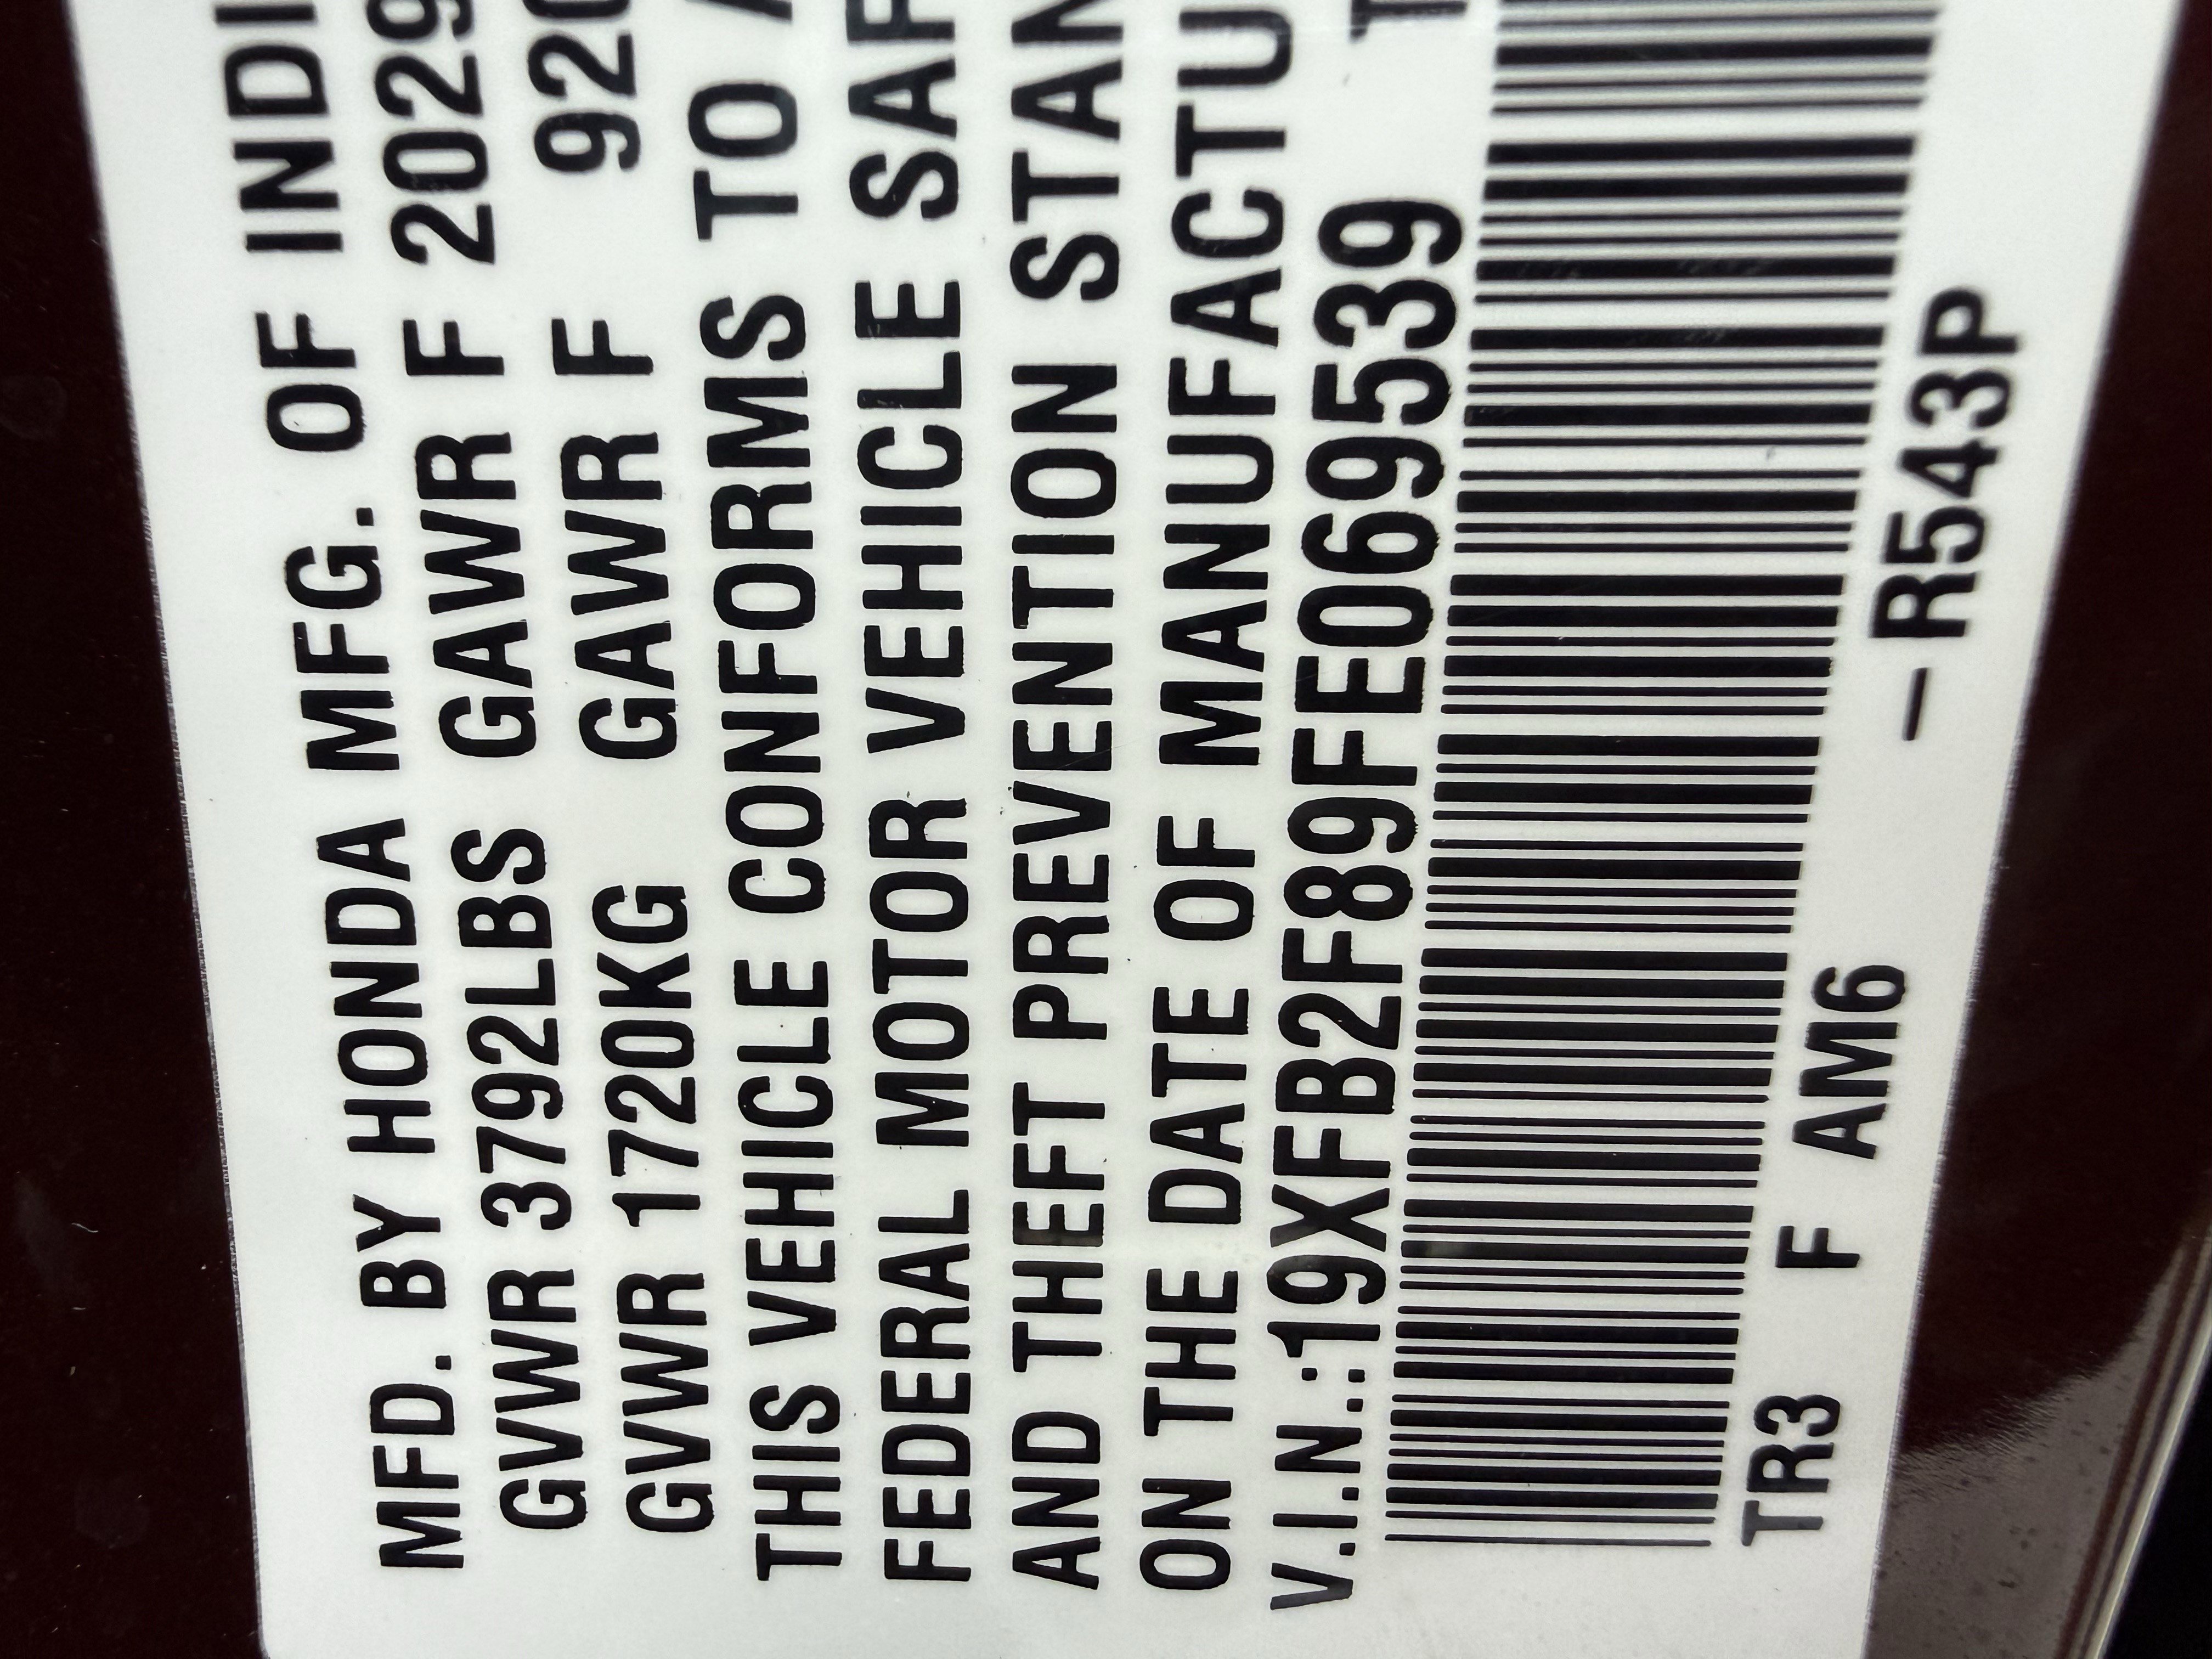 MFD. BY HONDA MFG. OF INDI
GVWR 3792LBS GAWR F 2029
GVWR 1720KG GAWR F 920
THIS VEHICLE CONFORMS TO A
FEDERAL MOTOR VEHICLE SAF
AND THEFT PREVENTION STAN
ON THE DATE OF MANUFACTU
V.I.N.:19XFB2F89FE069539 T
TR3 F AM6 –R543P